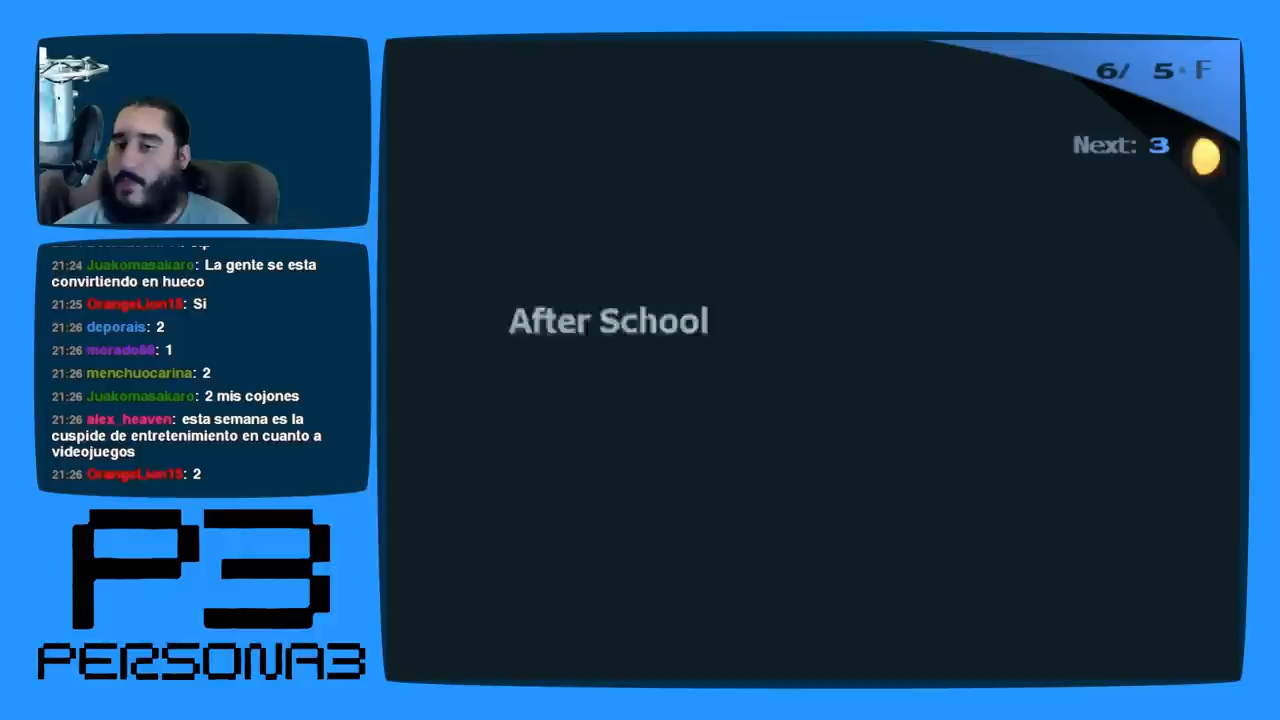 6/ 5·F
Next: 3
After School
21:24 Juakomasakaro: La gente se esta
convirtiendo en hueco
21:25 OrangeLion15: Si
21:26 deporais: 2
21:26 morado88: 1
21:26 menchuocarina: 2
21:26 Juakomasakaro: 2 mis cojones
21:26 alex_heaven: esta semana es la
cuspide de entretenimiento en cuanto a
videojuegos
21:26 OrangeLion15: 2
P3
PERSONA3